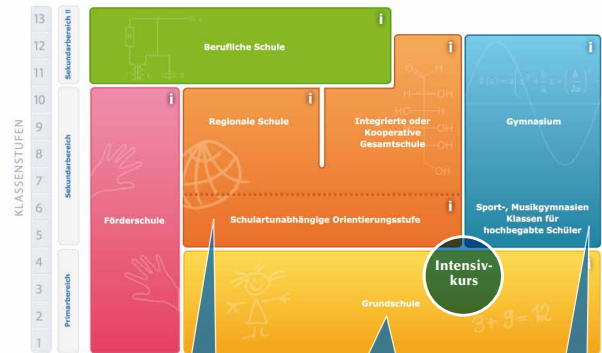 13
12
11
10
9
8
7
6
5
4
3
2
1
KLASSENSTUFEN
Sekundarbereich II
Sekundarbereich
Primarbereich
i
Berufliche Schule
i
Förderschule
i
Regionale Schule
i
Integrierte oder
Kooperative
Gesamtschule
i
Schulartunabhängige Orientierungsstufe
i
Gymnasium
Sport-, Musikgymnasien
Klassen für
hochbegabte Schüler
Intensiv-
kurs
Grundschule
9+9=12